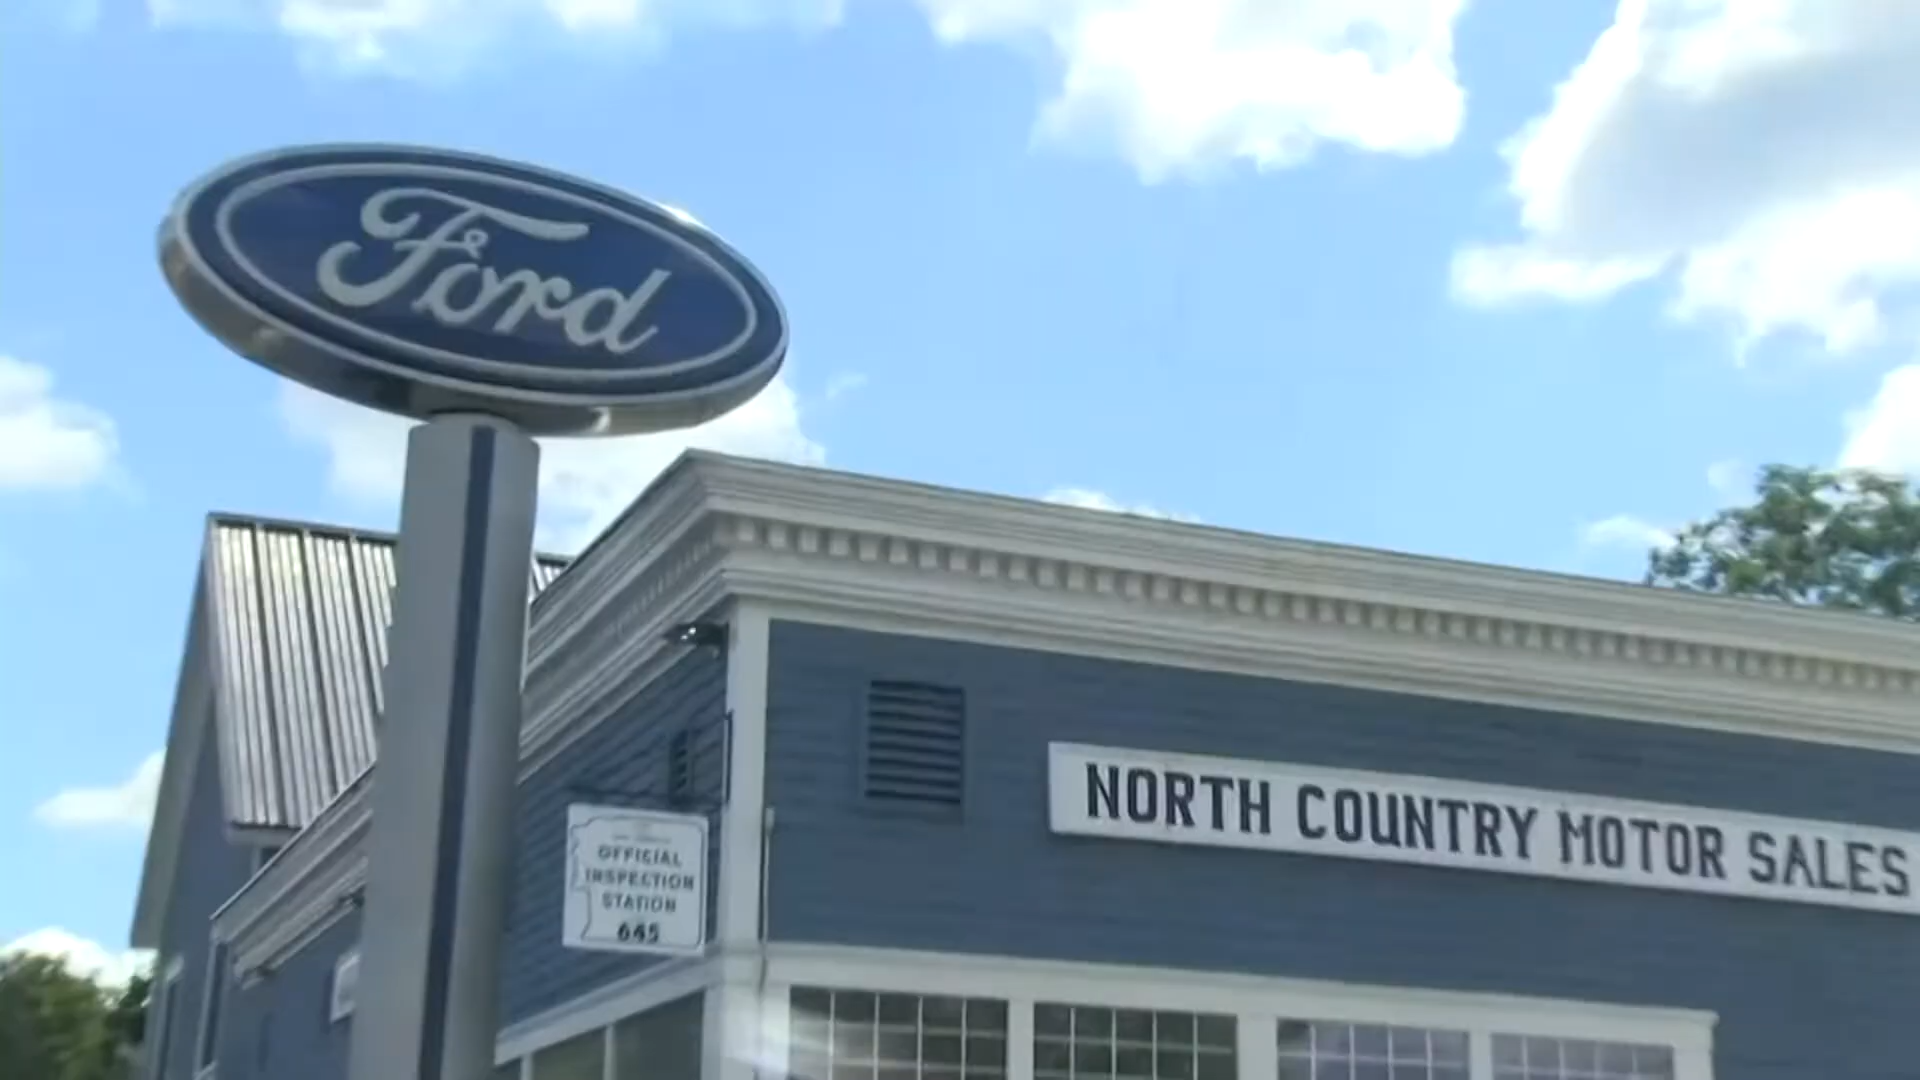 Ford
NORTH COUNTRY MOTOR SALES
OFFICIAL
INSPECTION
STATION
645